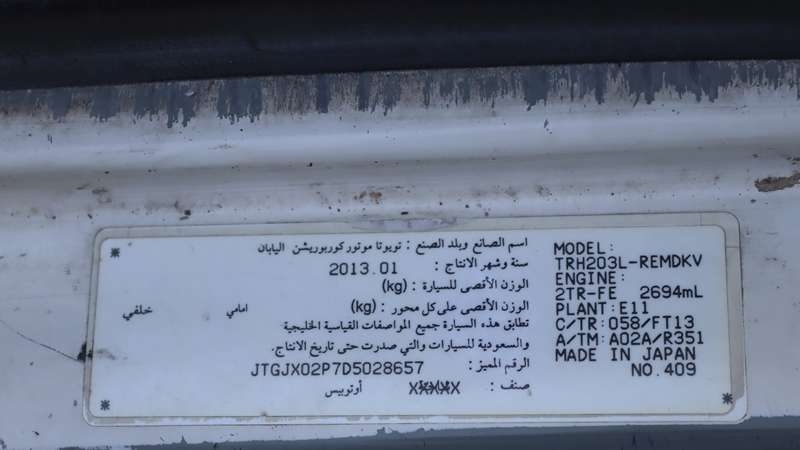 اسم الصانع وبلد الصنع : تويوتا موتور كوربوريشن اليابان
سنة وشهر الانتاج : 2013.01
الوزن الأقصى للسيارة : (kg)
الوزن الأقصى على كل محور : (kg) امامي خلفي
تطابق هذه السيارة جميع المواصفات القياسية الخليجية
والسعودية للسيارات والتي صدرت حتى تاريخ الانتاج.
الرقم المميز : JTGJX02P7D5028657
صنف : XXXXX أوتوبيس
MODEL:
TRH203L-REMDKV
ENGINE:
2TR-FE 2694mL
PLANT:E11
C/TR:058/FT13
A/TM:A02A/R351
MADE IN JAPAN
NO.409